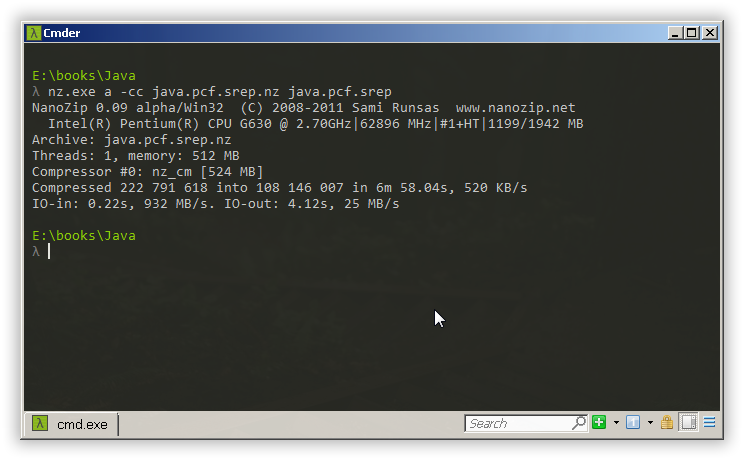 Cmder
E:\books\Java
λ nz.exe a -cc java.pcf.srep.nz java.pcf.srep
NanoZip 0.09 alpha/Win32  (C) 2008-2011 Sami Runsas  www.nanozip.net
  Intel(R) Pentium(R) CPU G630 @ 2.70GHz|62896 MHz|#1+HT|1199/1942 MB
Archive: java.pcf.srep.nz
Threads: 1, memory: 512 MB
Compressor #0: nz_cm [524 MB]
Compressed 222 791 618 into 108 146 007 in 6m 58.04s, 520 KB/s
IO-in: 0.22s, 932 MB/s. IO-out: 4.12s, 25 MB/s
E:\books\Java
λ
λ cmd.exe
Search